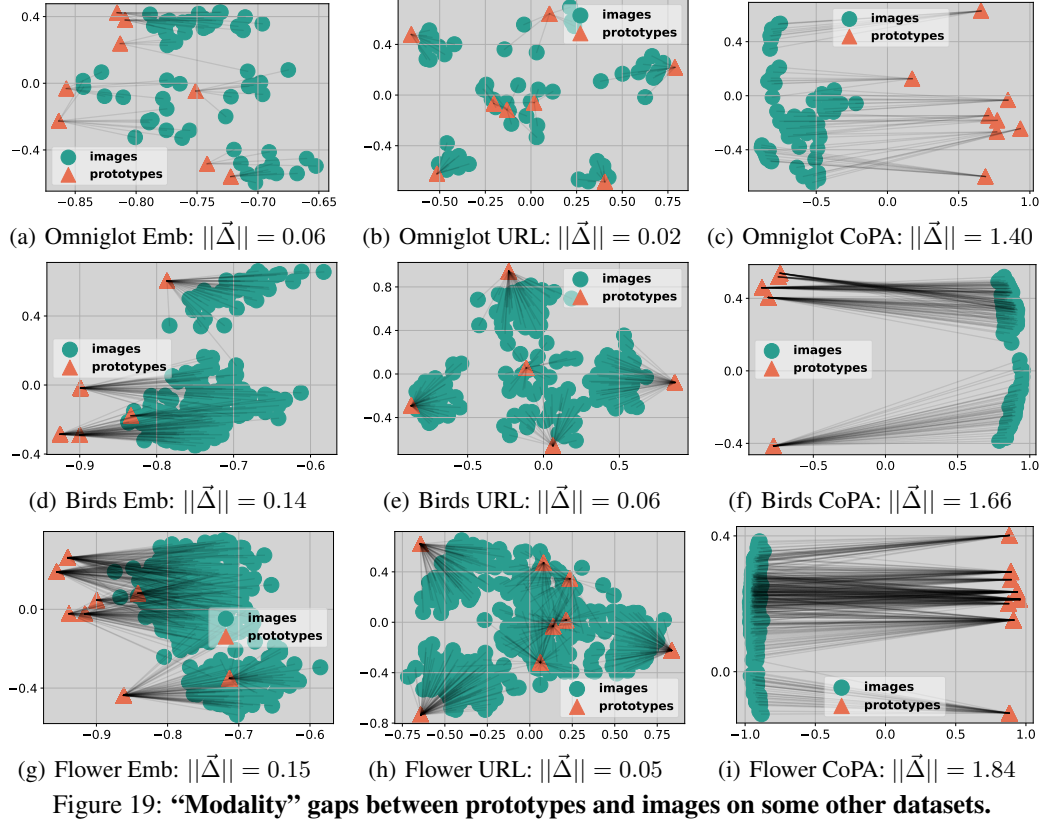 0.4
0.0
−0.4
images
prototypes
−0.85 −0.80 −0.75 −0.70 −0.65
(a) Omniglot Emb: ||Δ⃗|| = 0.06
0.4
0.0
−0.4
images
prototypes
−0.50 −0.25 0.00 0.25 0.50 0.75
(b) Omniglot URL: ||Δ⃗|| = 0.02
0.4
0.0
−0.4
images
prototypes
−0.5 0.0 0.5 1.0
(c) Omniglot CoPA: ||Δ⃗|| = 1.40
0.4
0.0
−0.4
images
prototypes
−0.9 −0.8 −0.7 −0.6
(d) Birds Emb: ||Δ⃗|| = 0.14
0.8
0.4
0.0
−0.4
images
prototypes
−0.5 0.0 0.5
(e) Birds URL: ||Δ⃗|| = 0.06
0.4
0.0
−0.4
images
prototypes
−0.5 0.0 0.5 1.0
(f) Birds CoPA: ||Δ⃗|| = 1.66
0.0
−0.4
images
prototypes
−0.9 −0.8 −0.7 −0.6
(g) Flower Emb: ||Δ⃗|| = 0.15
0.4
0.0
−0.4
−0.8
images
prototypes
−0.75 −0.50 −0.25 0.00 0.25 0.50 0.75
(h) Flower URL: ||Δ⃗|| = 0.05
0.4
0.0
images
prototypes
−1.0 −0.5 0.0 0.5 1.0
(i) Flower CoPA: ||Δ⃗|| = 1.84
Figure 19: “Modality” gaps between prototypes and images on some other datasets.